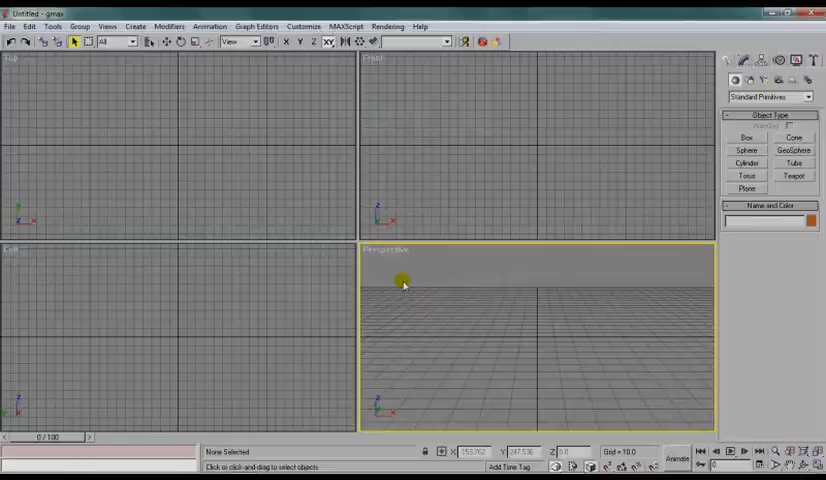 Untitled - gmax
File Edit Tools Group Views Create Modifiers Animation Graph Editors Customize MAXScript Rendering Help
All View X Y Z XY
Top
Front
Left
Perspective
Standard Primitives
- Object Type
AutoGrid
Box Cone
Sphere GeoSphere
Cylinder Tube
Torus Teapot
Plane
- Name and Color
0 / 100
None Selected X 153.762 Y 247.536 Z 0.0 Grid = 10.0
Click or click-and-drag to select objects Add Time Tag
Animate
0